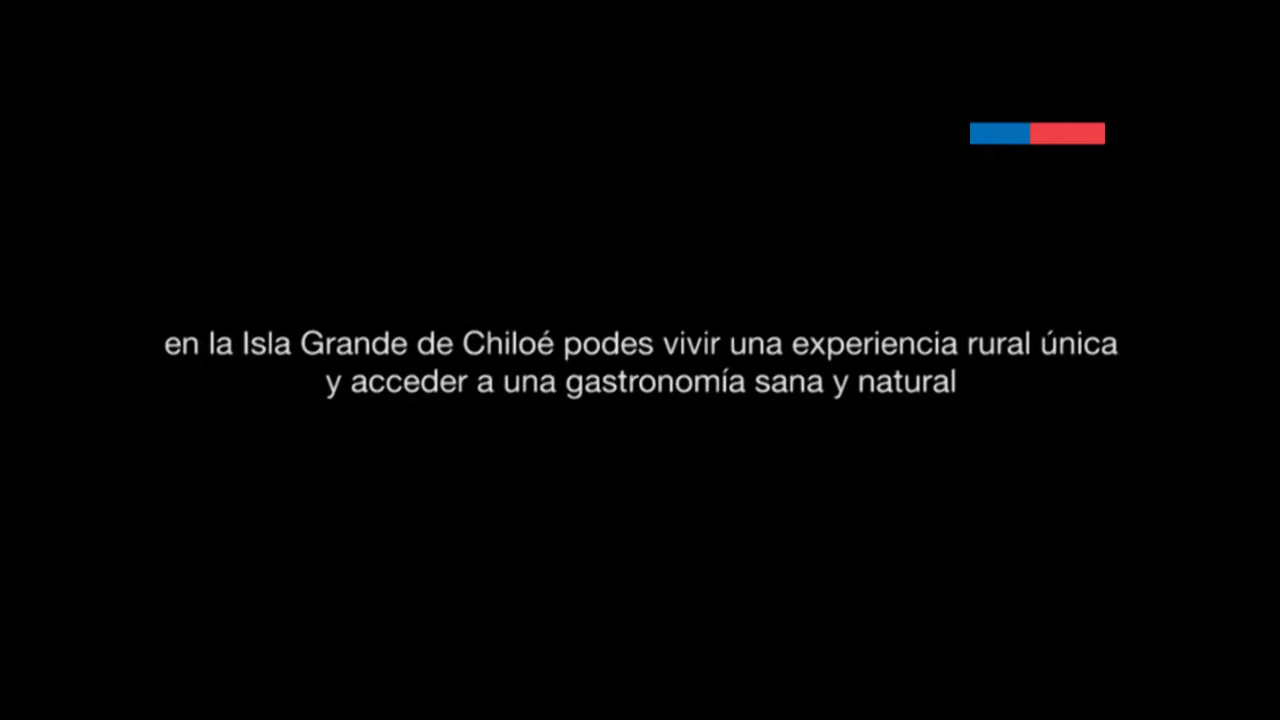 en la Isla Grande de Chiloé podes vivir una experiencia rural única
y acceder a una gastronomía sana y natural